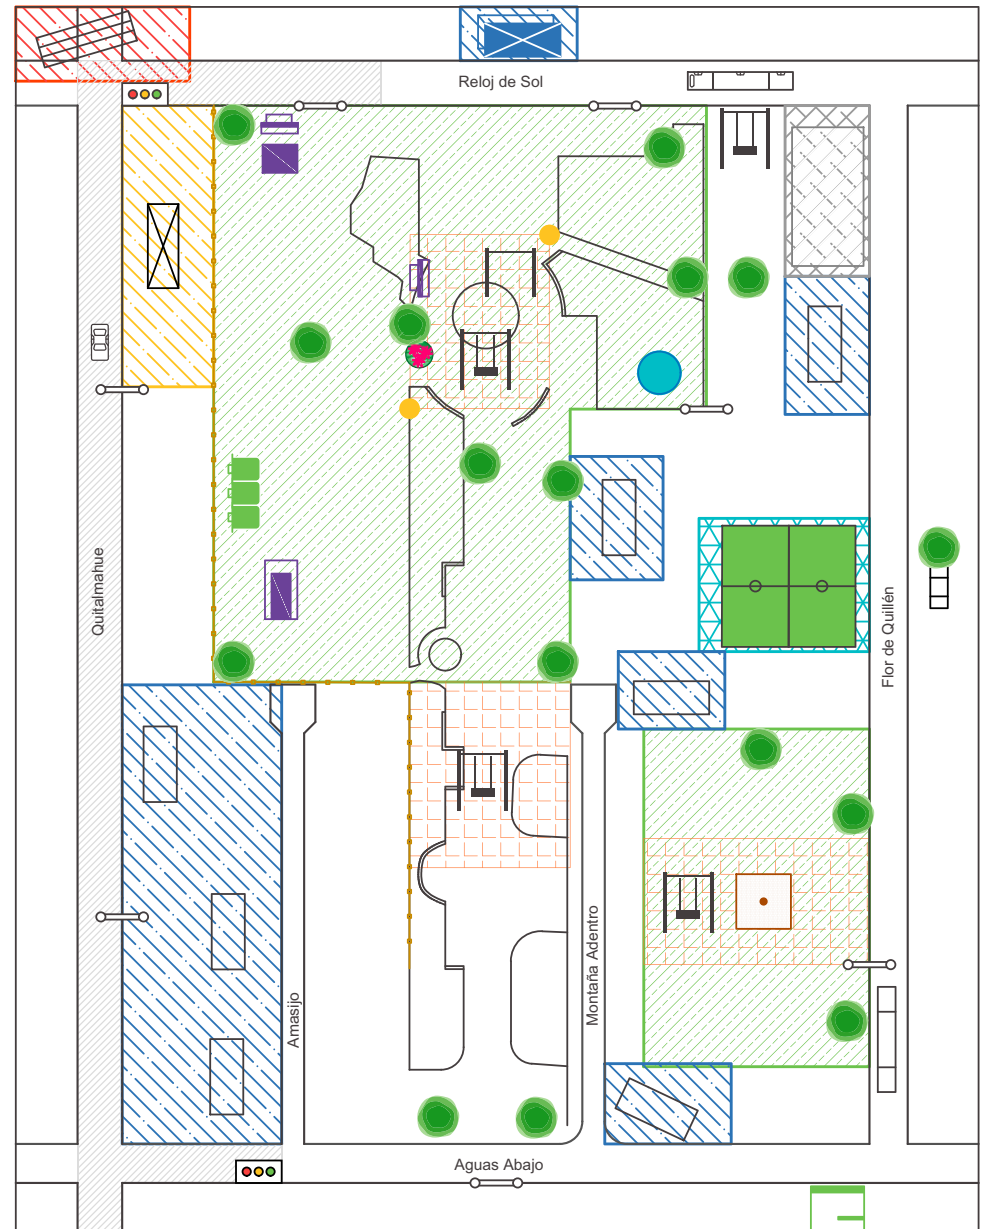 Reloj de Sol
Quitalmahue
Flor de Quillén
Montaña Adentro
Amasijo
Aguas Abajo